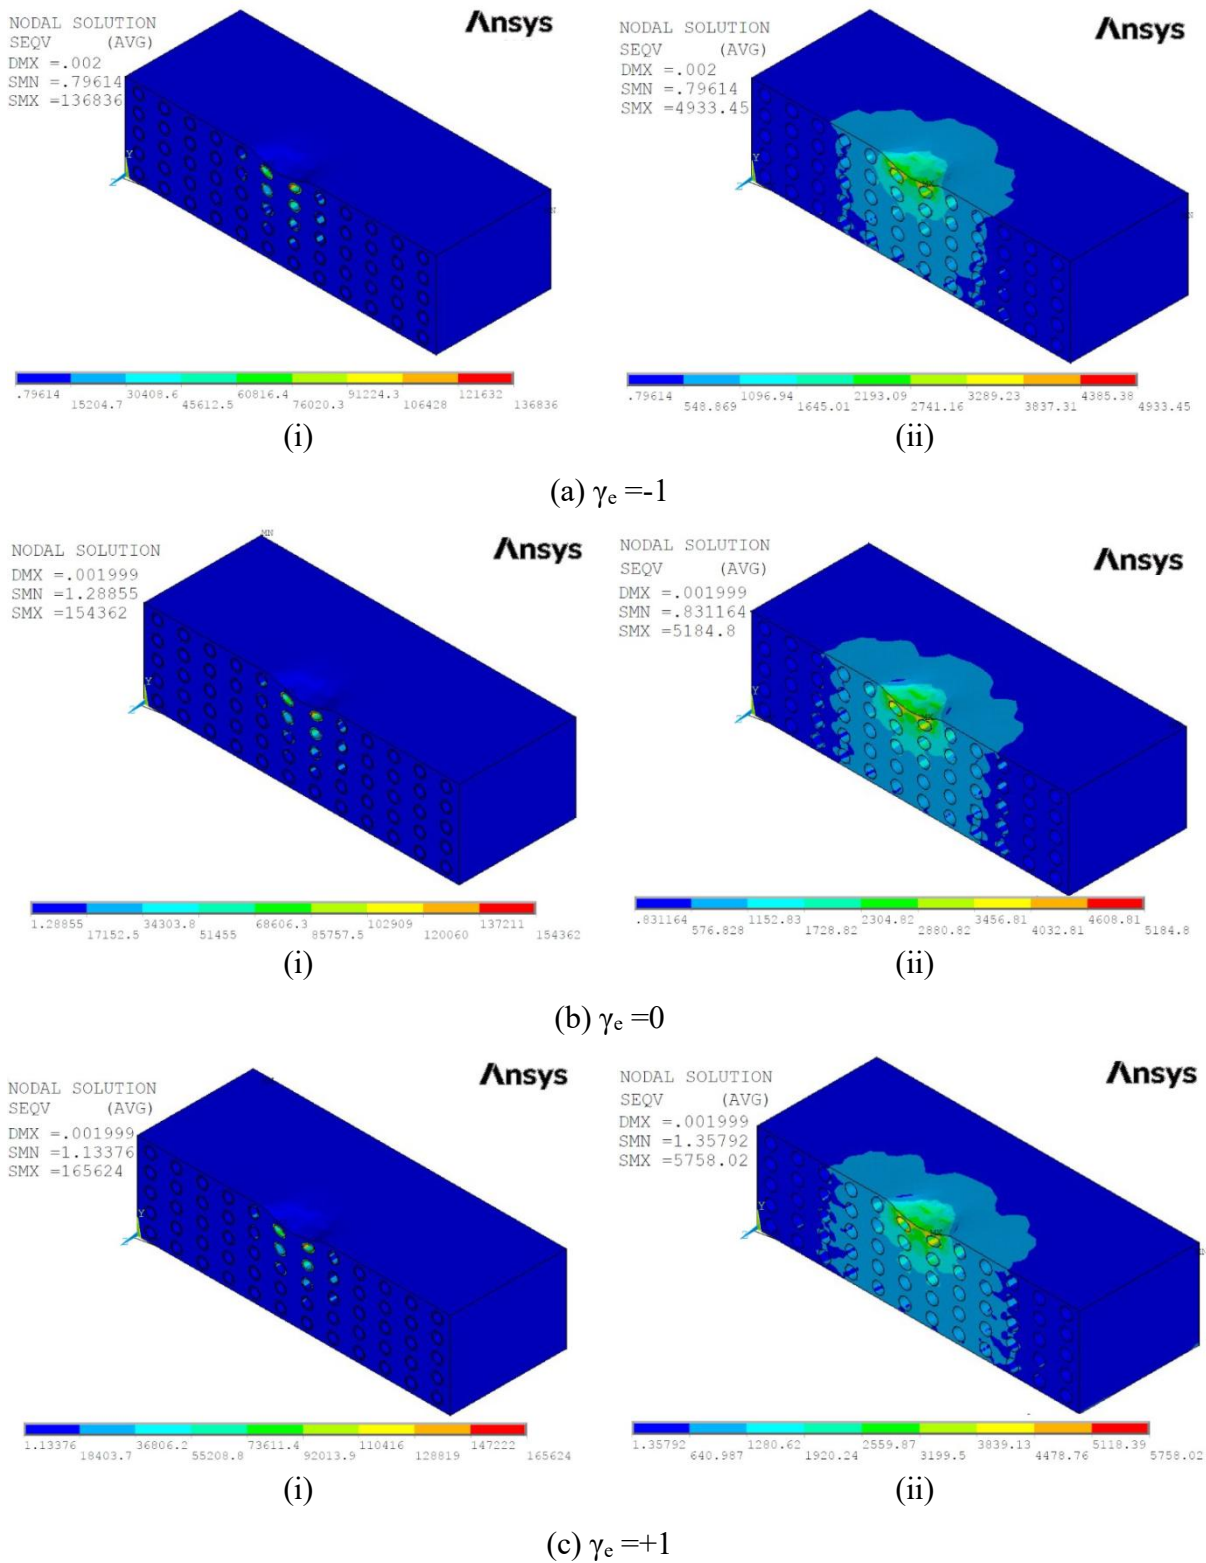 NODAL SOLUTION
SEQV (AVG)
DMX =.002
SMN =.79614
SMX =136836
Ansys
Y
Z
.79614 30408.6 60816.4 91224.3 121632
15204.7 45612.5 76020.3 106428 136836
(i)
NODAL SOLUTION
SEQV (AVG)
DMX =.002
SMN =.79614
SMX =4933.45
Ansys
Y
Z
.79614 1096.94 2193.09 3289.23 4385.38
548.869 1645.01 2741.16 3837.31 4933.45
(ii)
(a) γe =-1
NODAL SOLUTION
DMX =.001999
SMN =1.28855
SMX =154362
MN
Ansys
Y
Z
1.28855 34303.8 68606.3 102909 137211
17152.5 51455 85757.5 120060 154362
(i)
NODAL SOLUTION
SEQV (AVG)
DMX =.001999
SMN =.831164
SMX =5184.8
Ansys
Y
Z
.831164 1152.83 2304.82 3456.81 4608.81
576.828 1728.82 2880.82 4032.81 5184.8
(ii)
(b) γe =0
NODAL SOLUTION
SEQV (AVG)
DMX =.001999
SMN =1.13376
SMX =165624
Ansys
Y
Z
1.13376 36806.2 73611.4 110416 147222
18403.7 55208.8 92013.9 128819 165624
(i)
NODAL SOLUTION
SEQV (AVG)
DMX =.001999
SMN =1.35792
SMX =5758.02
Ansys
Y
Z
1.35792 1280.62 2559.87 3839.13 5118.39
640.987 1920.24 3199.5 4478.76 5758.02
(ii)
(c) γe =+1